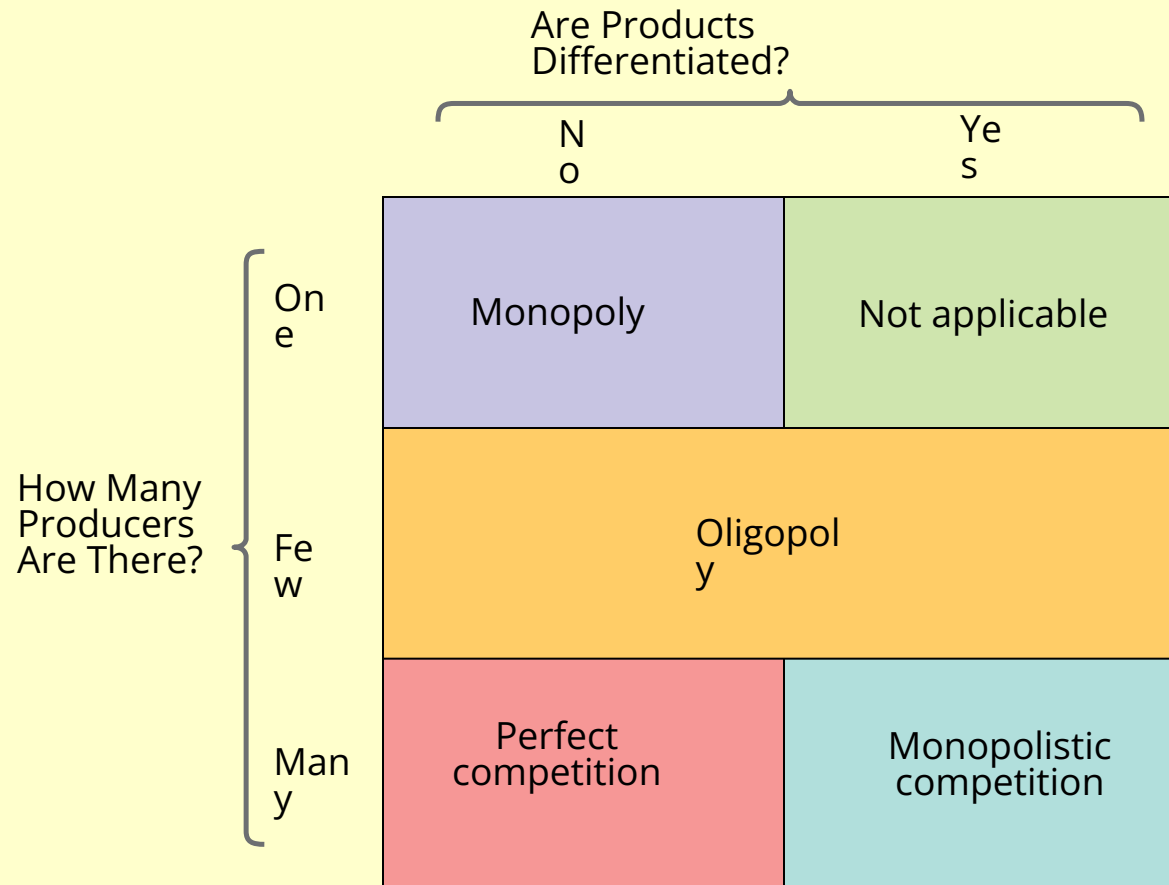 Are Products
Differentiated?
N
o
Ye
s
On
e
Monopoly
Not applicable
How Many
Producers
Are There?
Fe
w
Oligopol
y
Man
y
Perfect
competition
Monopolistic
competition